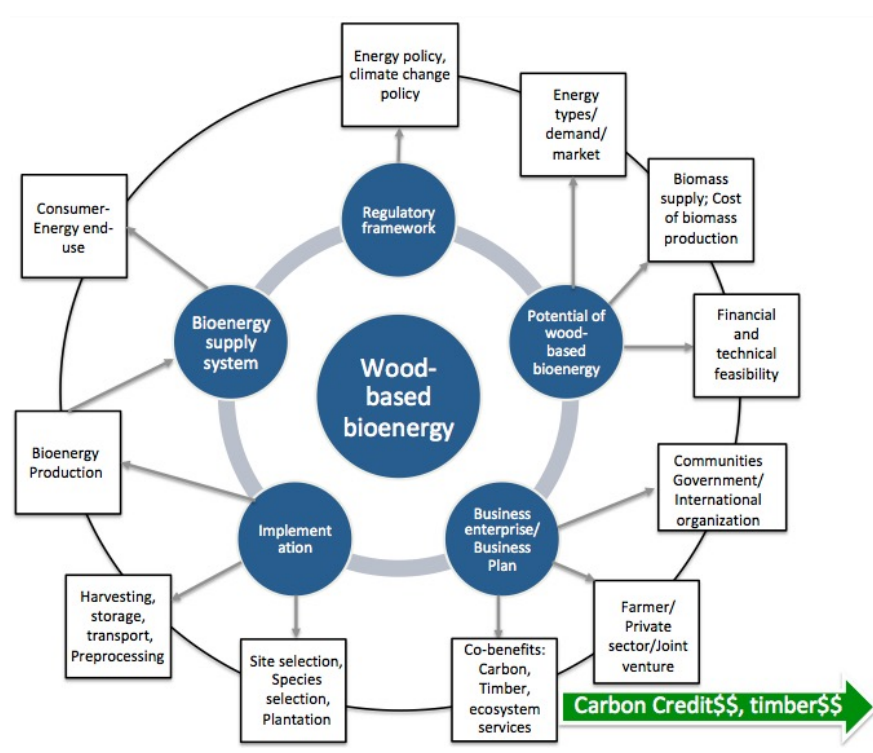 Energy policy,
climate change
policy
Energy
types/
demand/
market
Biomass
supply; Cost
of biomass
production
Consumer-
Energy end-
use
Regulatory
framework
Bioenergy
supply
system
Potential of
wood-
based
bioenergy
Financial
and
technical
feasibility
Wood-
based
bioenergy
Bioenergy
Production
Communities
Government/
International
organization
Implement
ation
Business
enterprise/
Business
Plan
Harvesting,
storage,
transport,
Preprocessing
Farmer/
Private
sector/Joint
venture
Site selection,
Species
selection,
Plantation
Co-benefits:
Carbon,
Timber,
ecosystem
services
Carbon Credit$$, timber$$